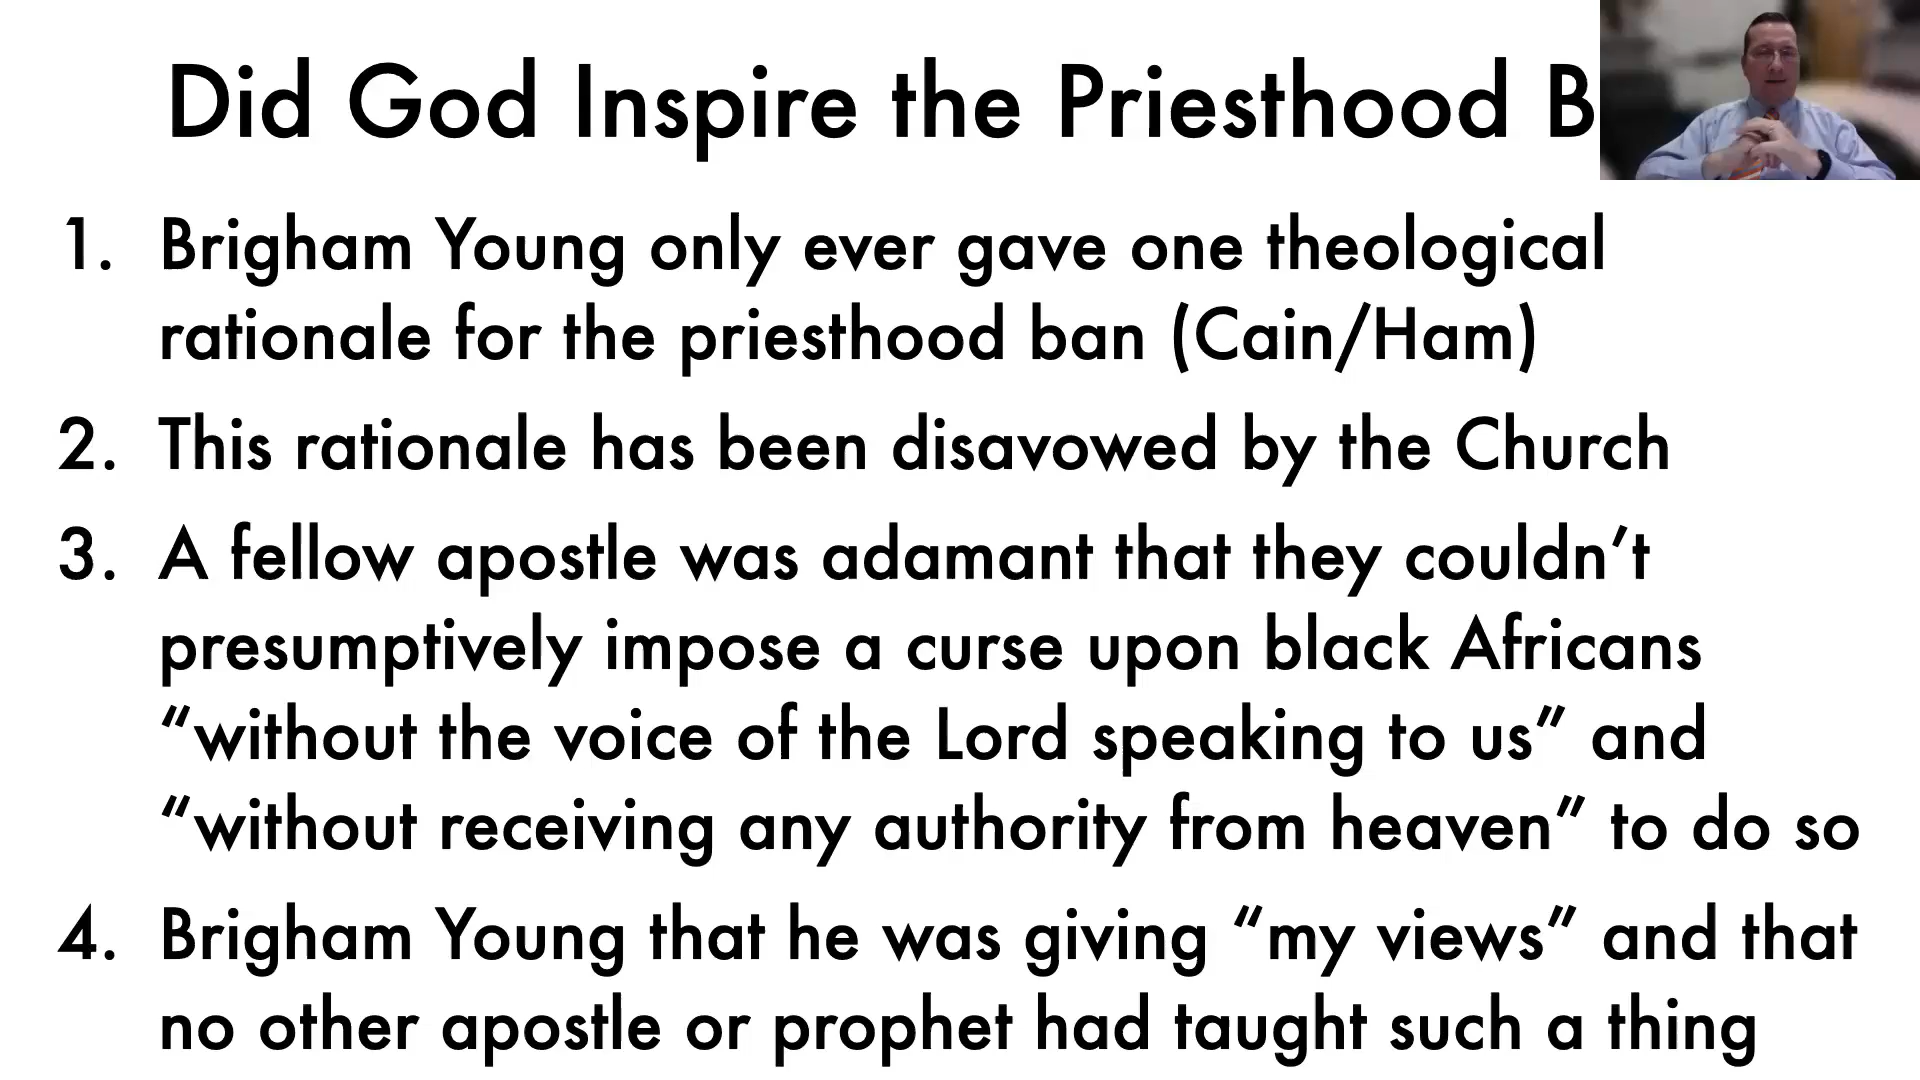 Did God Inspire the Priesthood B
1. Brigham Young only ever gave one theological
rationale for the priesthood ban (Cain/Ham)
2. This rationale has been disavowed by the Church
3. A fellow apostle was adamant that they couldn’t
presumptively impose a curse upon black Africans
“without the voice of the Lord speaking to us” and
“without receiving any authority from heaven” to do so
4. Brigham Young that he was giving “my views” and that
no other apostle or prophet had taught such a thing